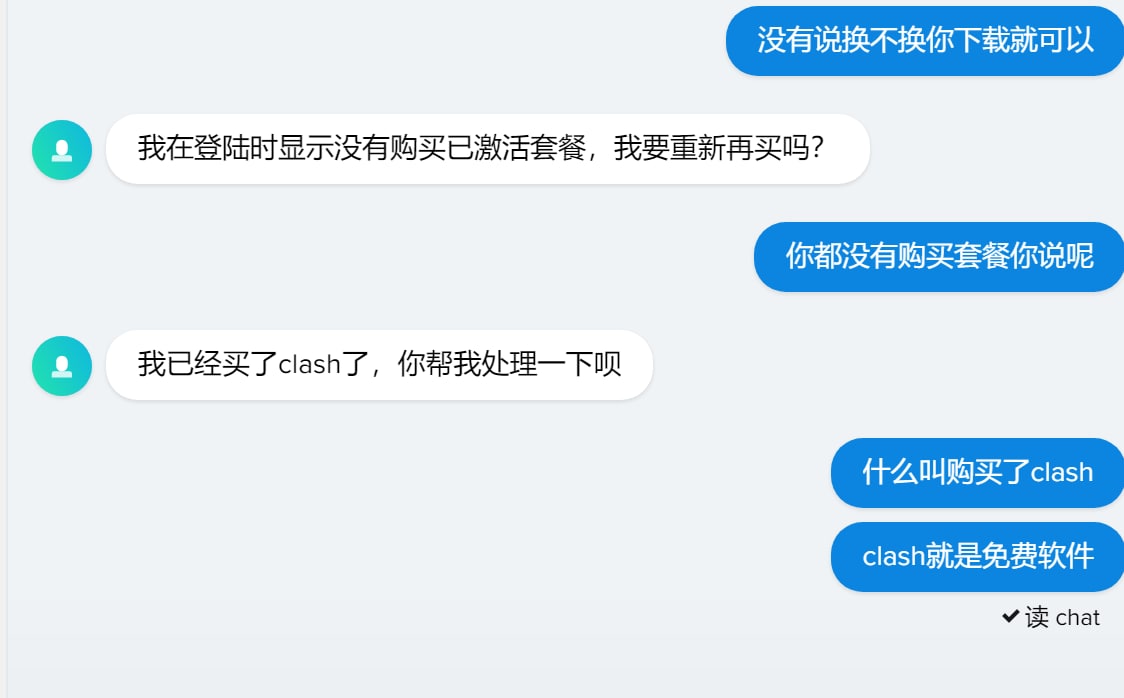 没有说换不换你下载就可以
我在登陆时显示没有购买已激活套餐，我要重新再买吗？
你都没有购买套餐你说呢
我已经买了clash了，你帮我处理一下呗
什么叫购买了clash
clash就是免费软件
读 chat